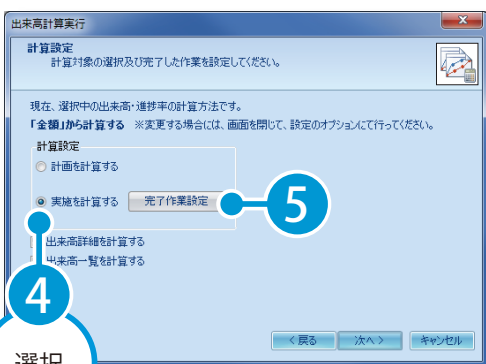 出来高計算実行
計算設定
計算対象の選択及び完了した作業を設定してください。
現在、選択中の出来高・進捗率の計算方法です。
「金額」から計算する ※変更する場合には、画面を閉じて、設定のオプションにて行ってください。
計算設定
計画を計算する
実施を計算する 完了作業設定 5
出来高詳細を計算する
出来高一覧を計算する
4
選択
< 戻る 次へ > キャンセル